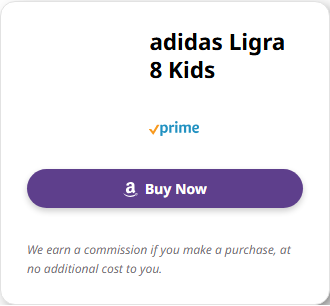 adidas Ligra
8 Kids
prime
Buy Now
We earn a commission if you make a purchase, at
no additional cost to you.